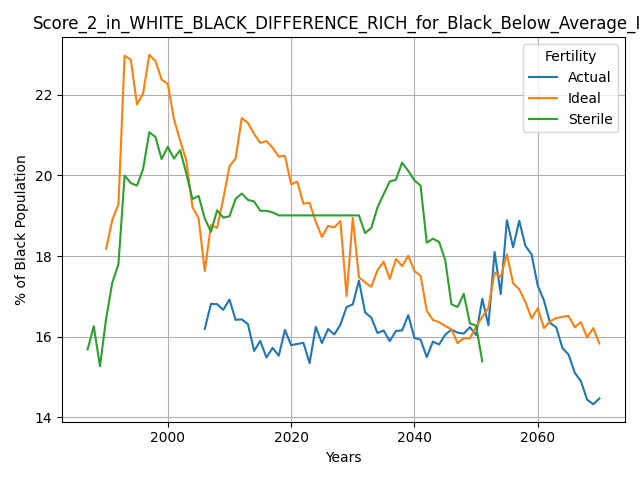 Score_2_in_WHITE_BLACK_DIFFERENCE_RICH_for_Black_Below_Average_I
Fertility
Actual
Ideal
Sterile
% of Black Population
22
20
18
16
14
2000 2020 2040 2060
Years